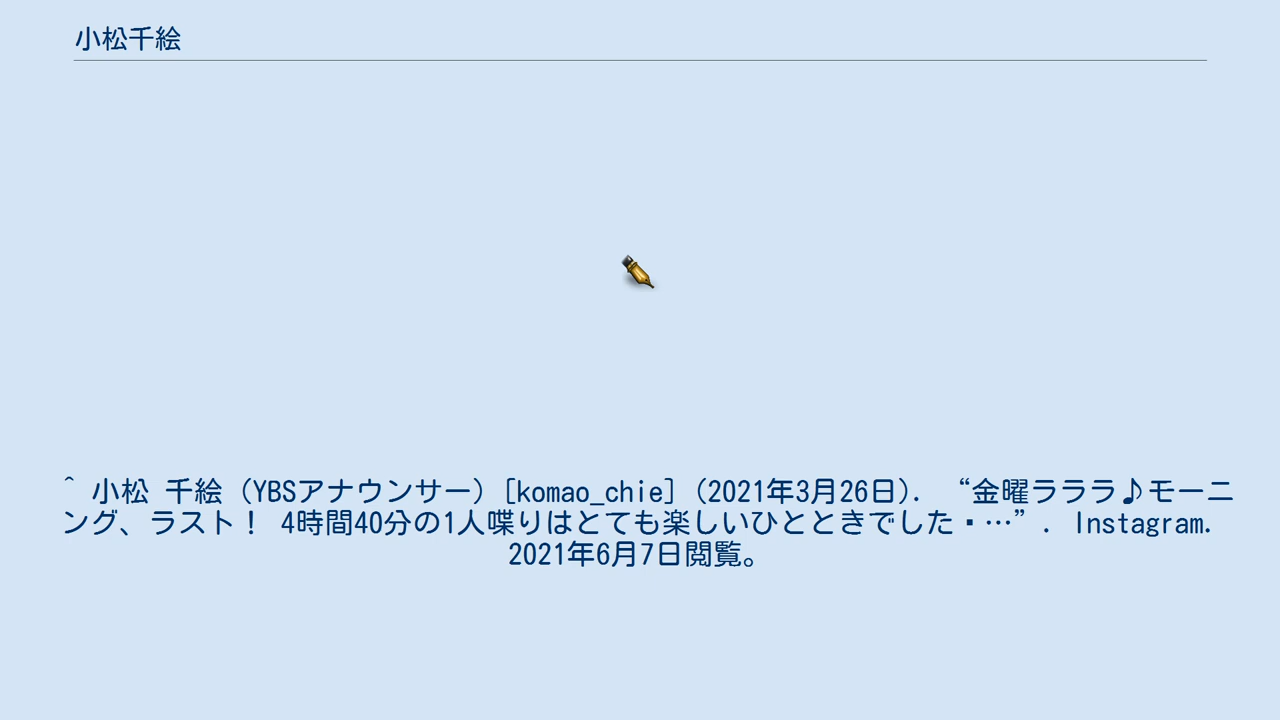 小松千絵
^ 小松 千絵（YBSアナウンサー）[komao_chie]（2021年3月26日）. “金曜ラララ♪モーニ
ング、ラスト！ 4時間40分の1人喋りはとても楽しいひとときでした▪…”. Instagram.
2021年6月7日閲覧。